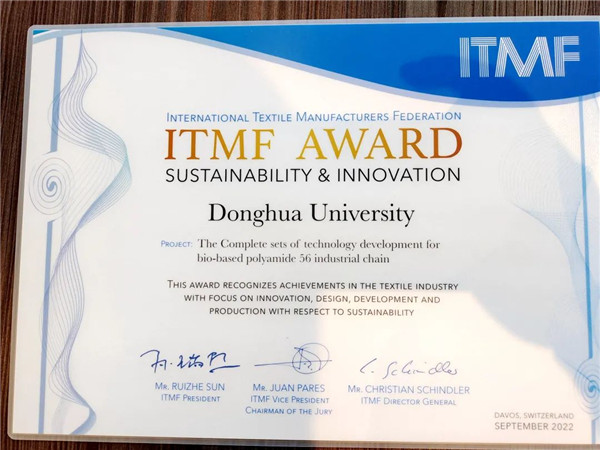 ITMF
INTERNATIONAL TEXTILE MANUFACTURERS FEDERATION
ITMF AWARD
SUSTAINABILITY & INNOVATION
Donghua University
PROJECT: The Complete sets of technology development for
bio-based polyamide 56 industrial chain
THIS AWARD RECOGNIZES ACHIEVEMENTS IN THE TEXTILE INDUSTRY
WITH FOCUS ON INNOVATION, DESIGN, DEVELOPMENT AND
PRODUCTION WITH RESPECT TO SUSTAINABILITY
C. Schindler
MR. RUIZHE SUN
ITMF PRESIDENT
MR. JUAN PARES
ITMF VICE PRESIDENT
CHAIRMAN OF THE JURY
MR. CHRISTIAN SCHINDLER
ITMF DIRECTOR GENERAL
DAVOS, SWITZERLAND
SEPTEMBER 2022